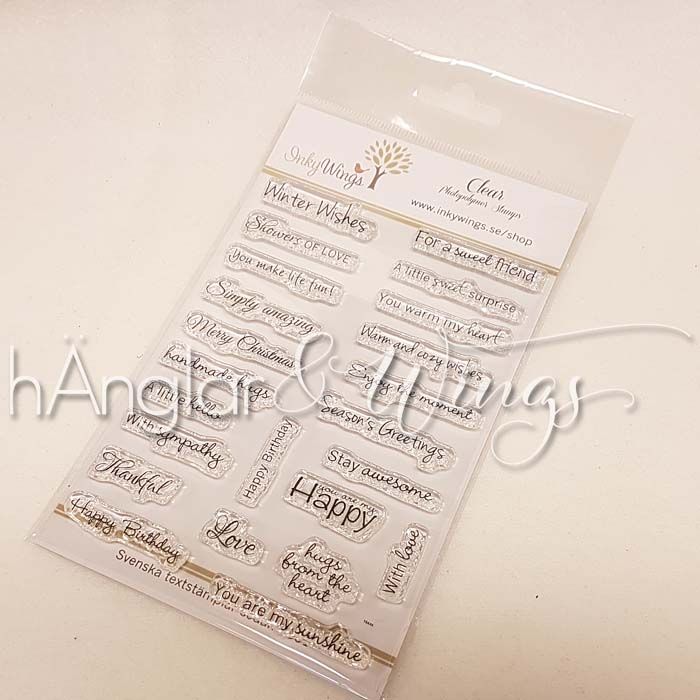 InkyWings
Clear
Photopolymer Stamps
www.inkywings.se/shop
Winter Wishes
Showers of LOVE
You make life fun!
Simply amazing
Merry Christmas
handmade hugs
A little hello
With sympathy
Thankful
Happy Birthday
For a sweet friend
A little sweet surprise
You warm my heart
Warm and cozy wishes
Enjoy the moment
Season's Greetings
Stay awesome
Happy Birthday
you are my
Happy
Love
hugs
from the
heart
With love
You are my sunshine
Svenska textstämplar
hÄnglar & Wings